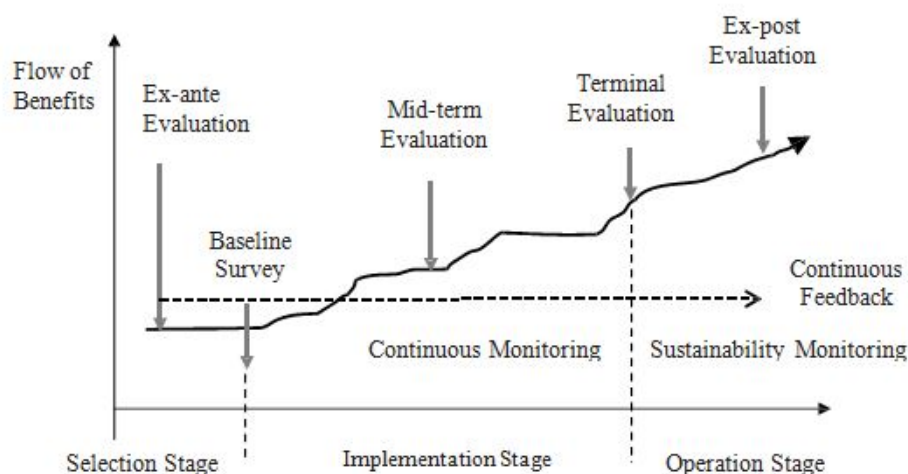 Flow of
Benefits
Ex-ante
Evaluation
Baseline
Survey
Mid-term
Evaluation
Terminal
Evaluation
Ex-post
Evaluation
Continuous
Feedback
Continuous Monitoring
Sustainability Monitoring
Selection Stage
Implementation Stage
Operation Stage